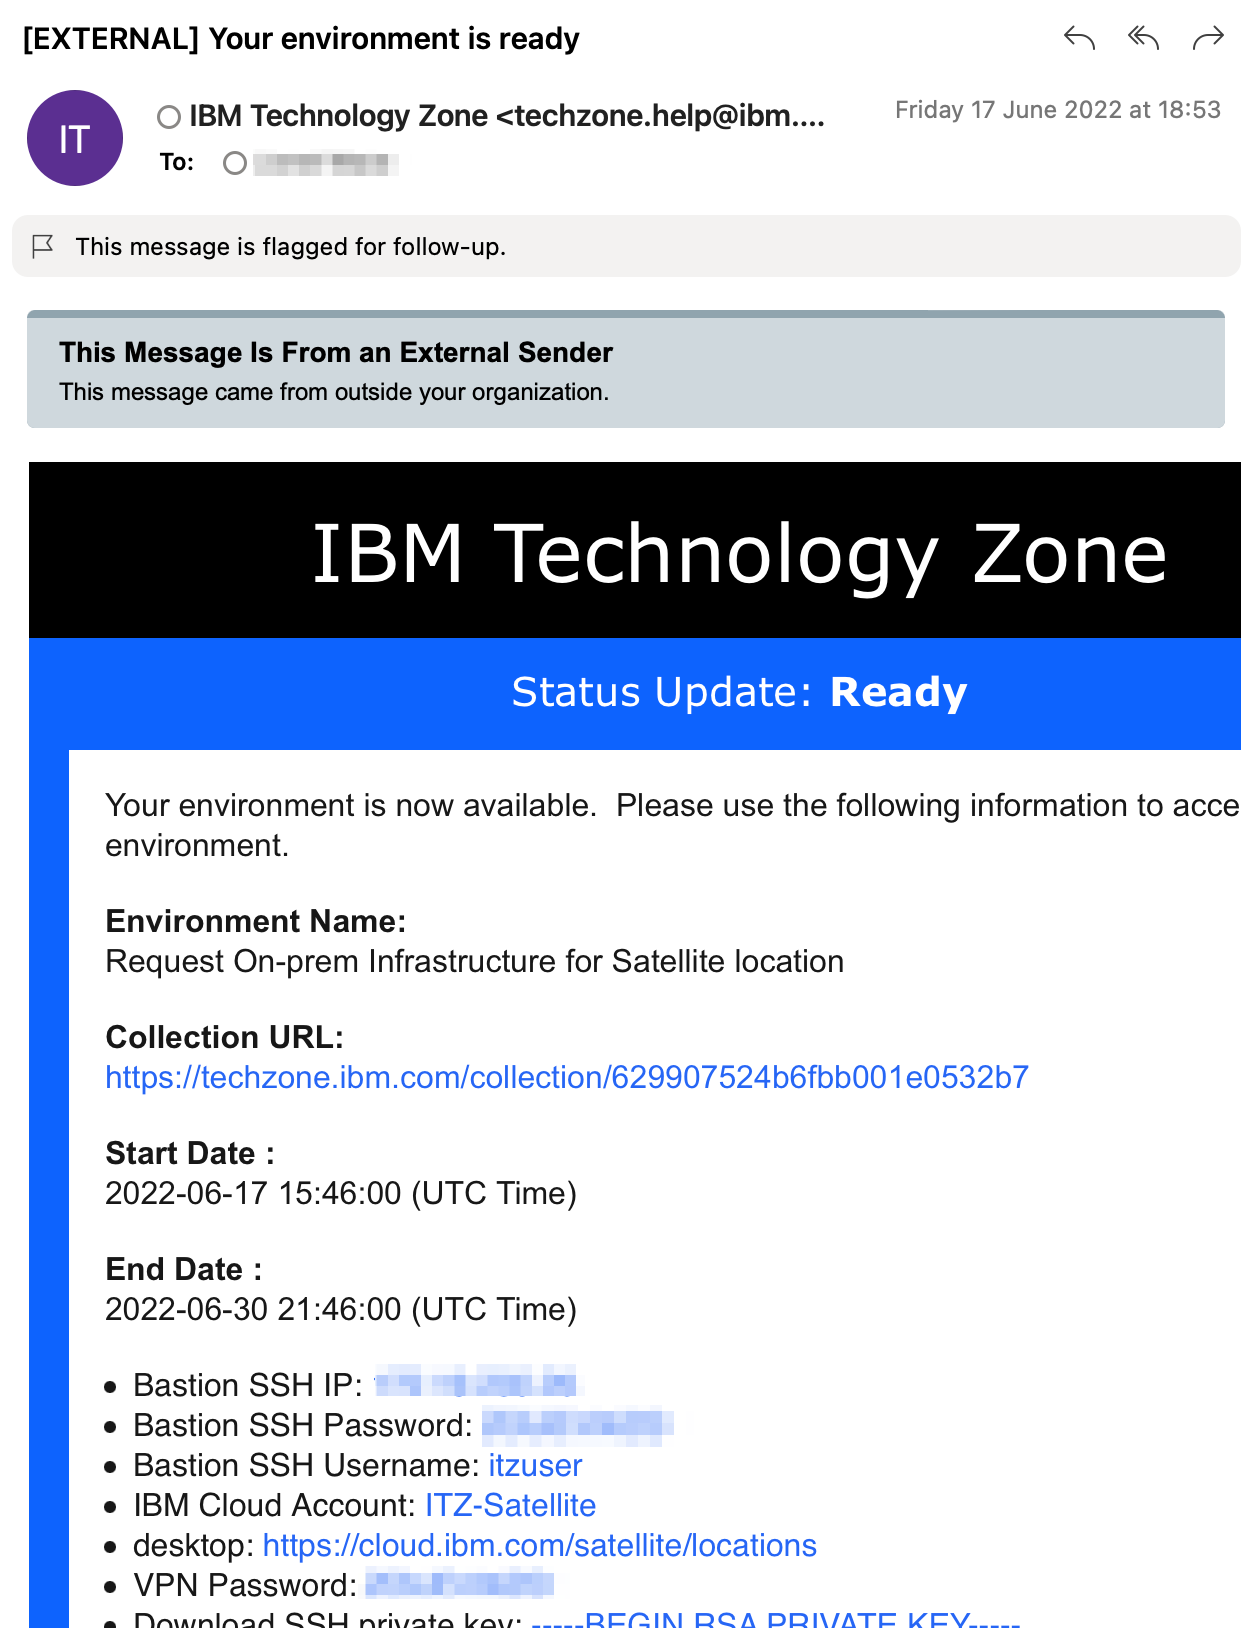 [EXTERNAL] Your environment is ready
IT
IBM Technology Zone <techzone.help@ibm....
Friday 17 June 2022 at 18:53
To:
This message is flagged for follow-up.
This Message Is From an External Sender
This message came from outside your organization.
IBM Technology Zone
Status Update: Ready
Your environment is now available.  Please use the following information to acce
environment.
Environment Name:
Request On-prem Infrastructure for Satellite location
Collection URL:
https://techzone.ibm.com/collection/629907524b6fbb001e0532b7
Start Date :
2022-06-17 15:46:00 (UTC Time)
End Date :
2022-06-30 21:46:00 (UTC Time)
• Bastion SSH IP:
• Bastion SSH Password:
• Bastion SSH Username: itzuser
• IBM Cloud Account: ITZ-Satellite
• desktop: https://cloud.ibm.com/satellite/locations
• VPN Password:
• Download SSH private key: -----BEGIN RSA PRIVATE KEY-----